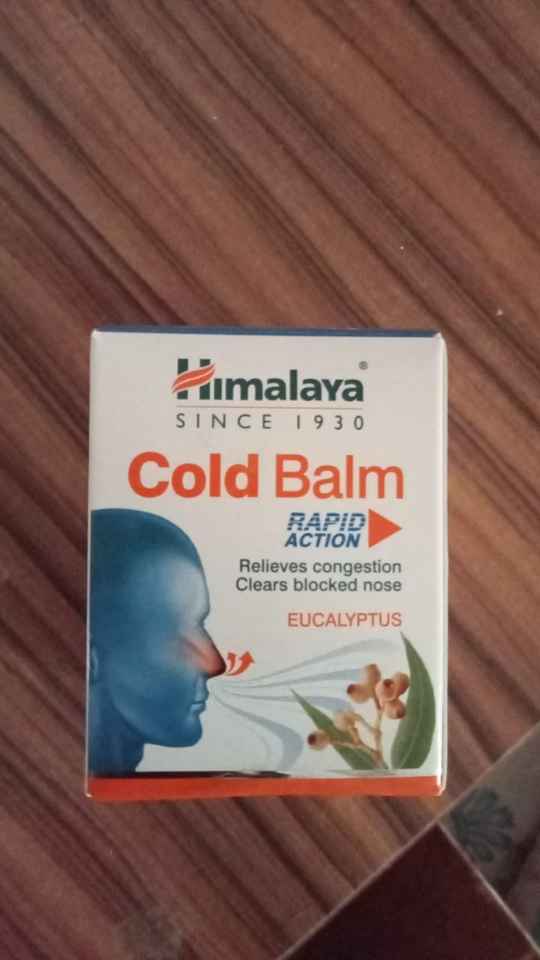 Himalaya®
SINCE 1930
Cold Balm
RAPID
ACTION
Relieves congestion
Clears blocked nose
EUCALYPTUS